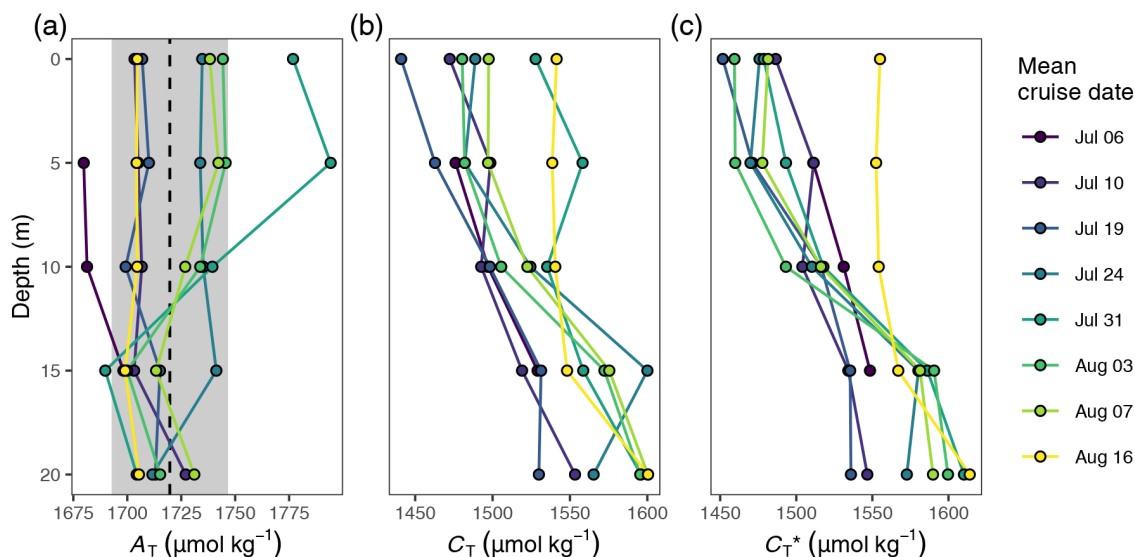 (a)
(b)
(c)
Depth (m)
0
5
10
15
20
1675
1700
1725
1750
1775
A_T (µmol kg⁻¹)
1450
1500
1550
1600
C_T (µmol kg⁻¹)
1450
1500
1550
1600
C_T* (µmol kg⁻¹)
Mean
cruise date
Jul 06
Jul 10
Jul 19
Jul 24
Jul 31
Aug 03
Aug 07
Aug 16